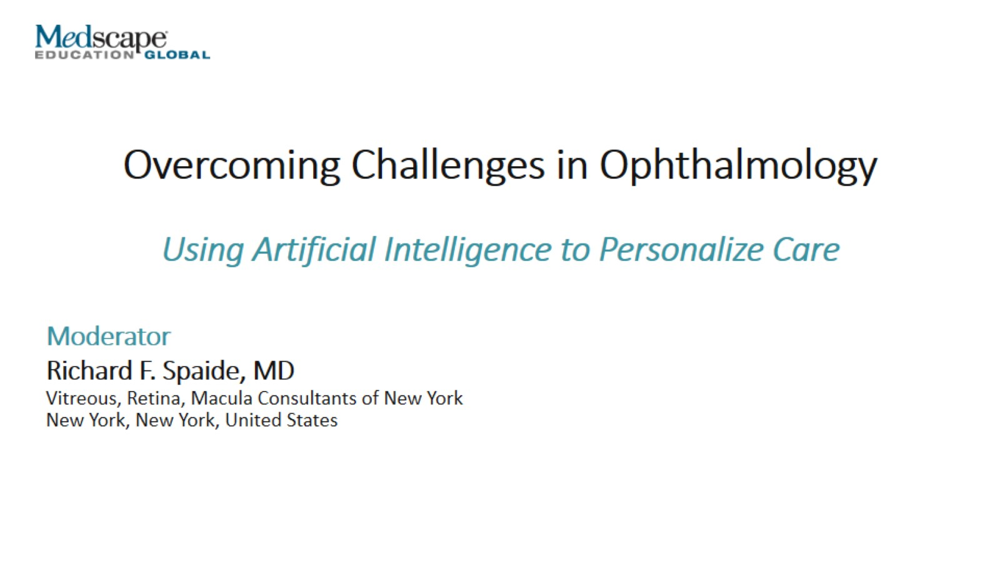 Medscape
EDUCATION GLOBAL
Overcoming Challenges in Ophthalmology
Using Artificial Intelligence to Personalize Care
Moderator
Richard F. Spaide, MD
Vitreous, Retina, Macula Consultants of New York
New York, New York, United States